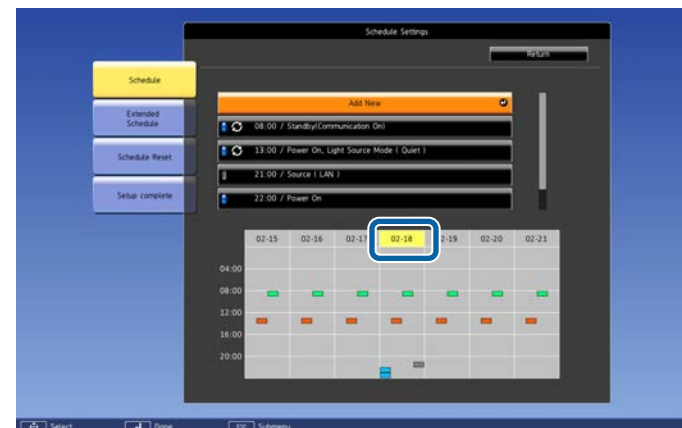 Schedule Settings
Return
Schedule
Extended
Schedule
Schedule Reset
Setup complete
Add New
08:00 / Standby(Communication On)
13:00 / Power On, Light Source Mode ( Quiet )
21:00 / Source ( LAN )
22:00 / Power On
02-15 02-16 02-17 02-18 02-19 02-20 02-21
04:00
08:00
12:00
16:00
20:00
Select Done Esc Submenu